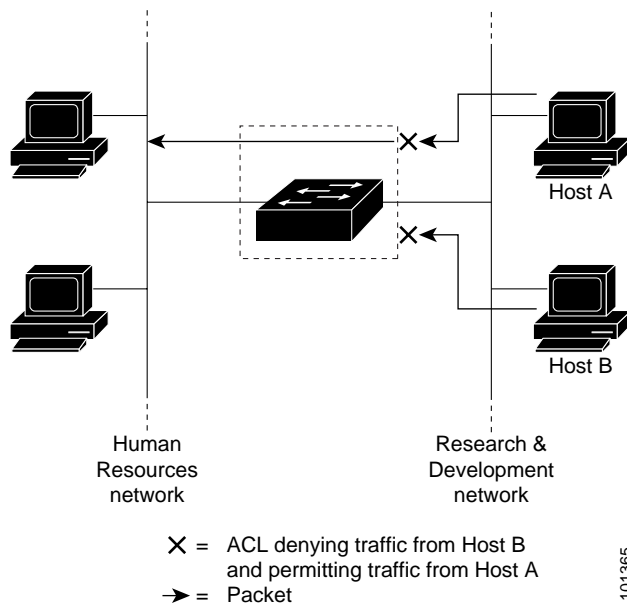 Host A
Host B
Human
Resources
network
Research &
Development
network
X = ACL denying traffic from Host B
and permitting traffic from Host A
= Packet
101365